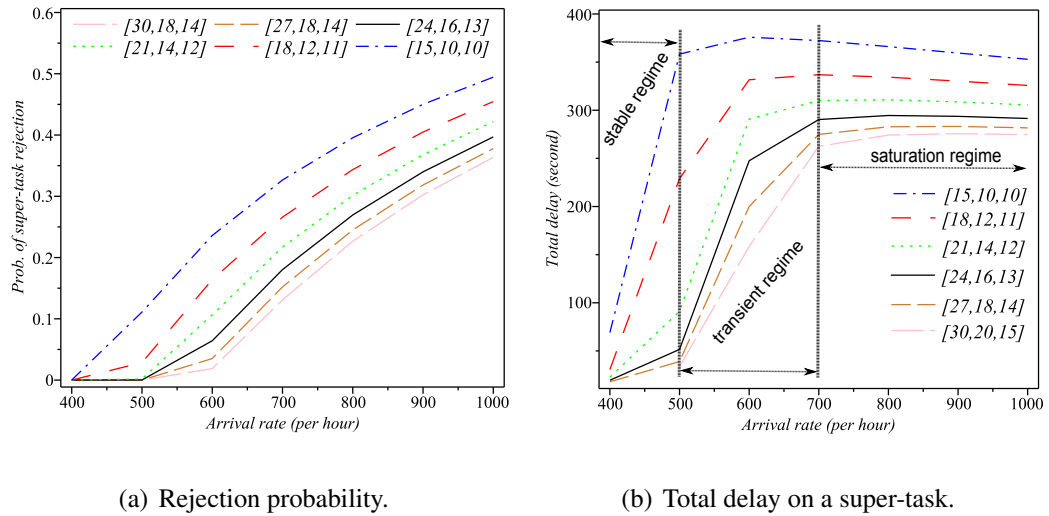 0.6
0.5
0.4
0.3
0.2
0.1
0
Prob. of super-task rejection
[30,18,14] [27,18,14] [24,16,13]
[21,14,12] [18,12,11] [15,10,10]
400 500 600 700 800 900 1000
Arrival rate (per hour)
(a) Rejection probability.
400
300
200
100
Total delay (second)
stable regime
transient regime
saturation regime
[15,10,10]
[18,12,11]
[21,14,12]
[24,16,13]
[27,18,14]
[30,20,15]
400 500 600 700 800 900 1000
Arrival rate (per hour)
(b) Total delay on a super-task.